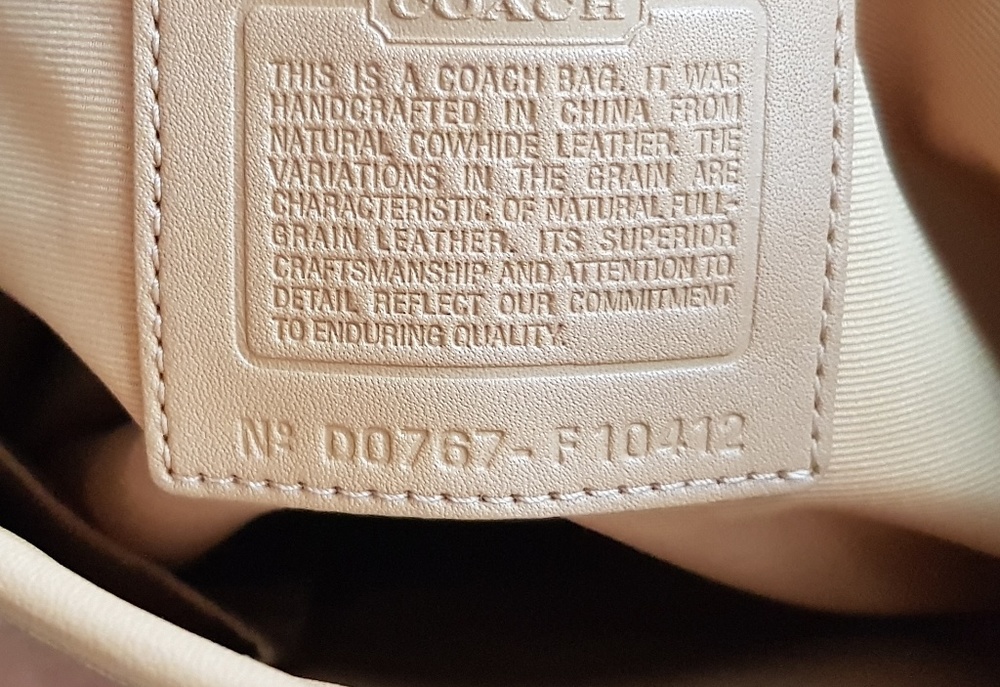 COACH
THIS IS A COACH BAG. IT WAS
HANDCRAFTED IN CHINA FROM
NATURAL COWHIDE LEATHER. THE
VARIATIONS IN THE GRAIN ARE
CHARACTERISTIC OF NATURAL FULL-
GRAIN LEATHER. ITS SUPERIOR
CRAFTSMANSHIP AND ATTENTION TO
DETAIL REFLECT OUR COMMITMENT
TO ENDURING QUALITY.
Nº D0767-F10412